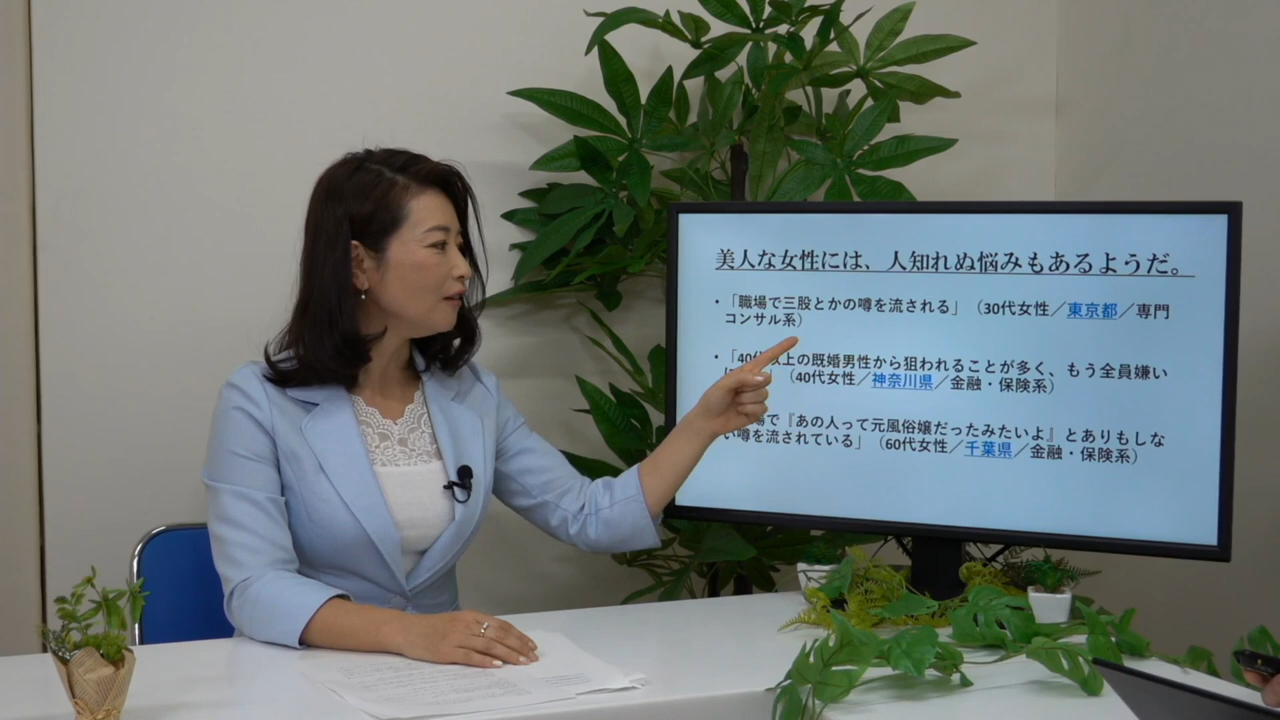 美人な女性には、人知れぬ悩みもあるようだ。
・「職場で三股とかの噂を流される」（30代女性／東京都／専門
コンサル系）
・「40代以上の既婚男性から狙われることが多く、もう全員嫌い
（40代女性／神奈川県／金融・保険系）
で『あの人って元風俗嬢だったみたいよ』とありもしな
い噂を流されている」（60代女性／千葉県／金融・保険系）